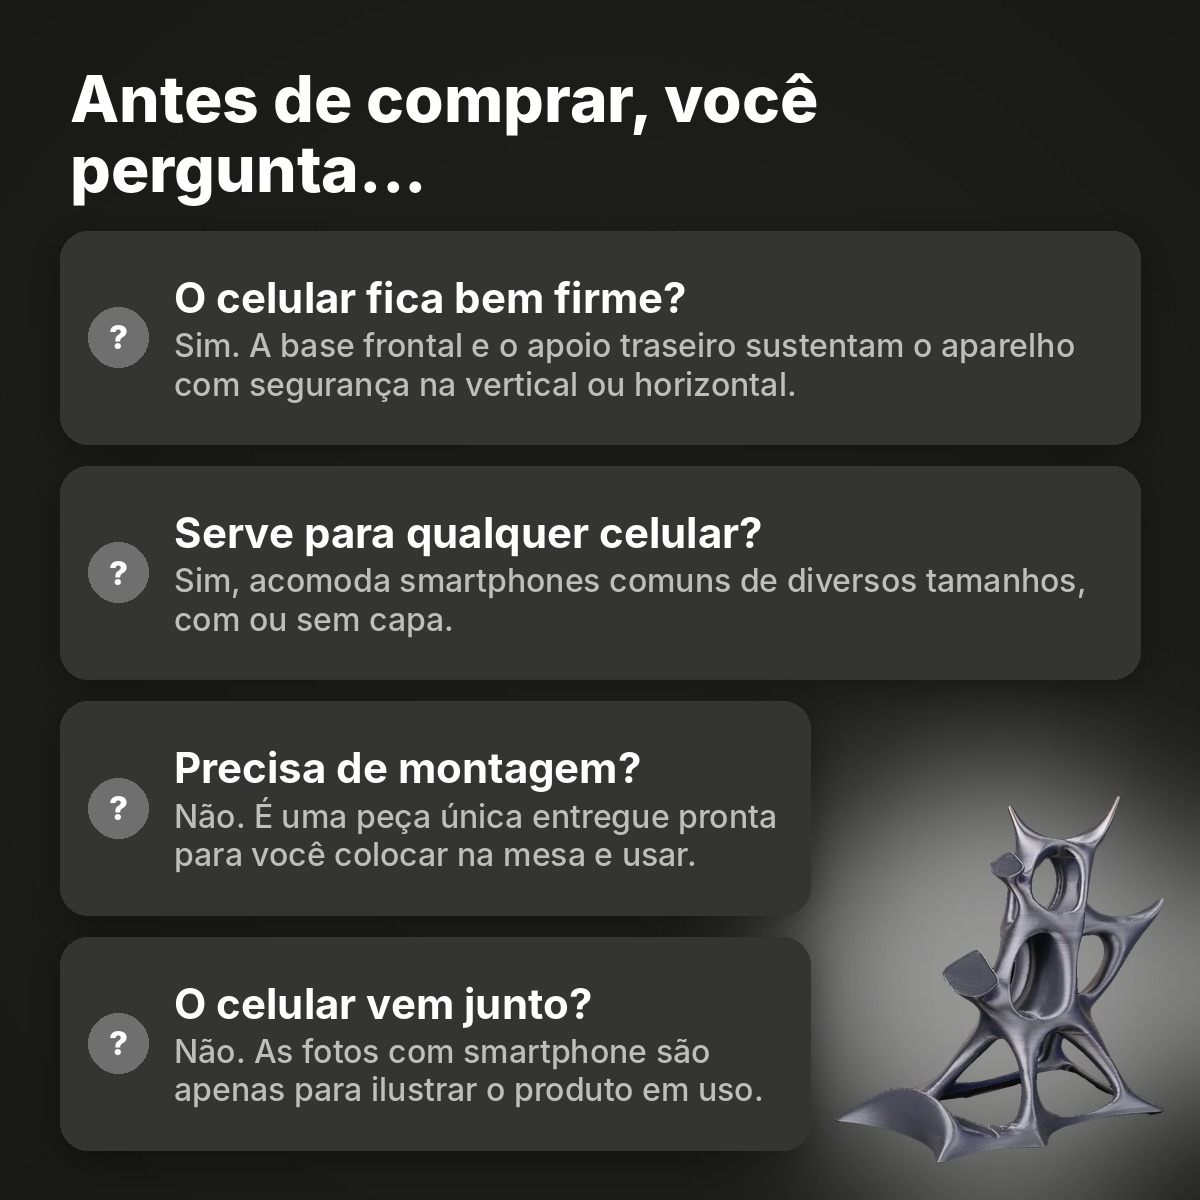 Antes de comprar, você
pergunta...
?
O celular fica bem firme?
Sim. A base frontal e o apoio traseiro sustentam o aparelho
com segurança na vertical ou horizontal.
?
Serve para qualquer celular?
Sim, acomoda smartphones comuns de diversos tamanhos,
com ou sem capa.
?
Precisa de montagem?
Não. É uma peça única entregue pronta
para você colocar na mesa e usar.
?
O celular vem junto?
Não. As fotos com smartphone são
apenas para ilustrar o produto em uso.